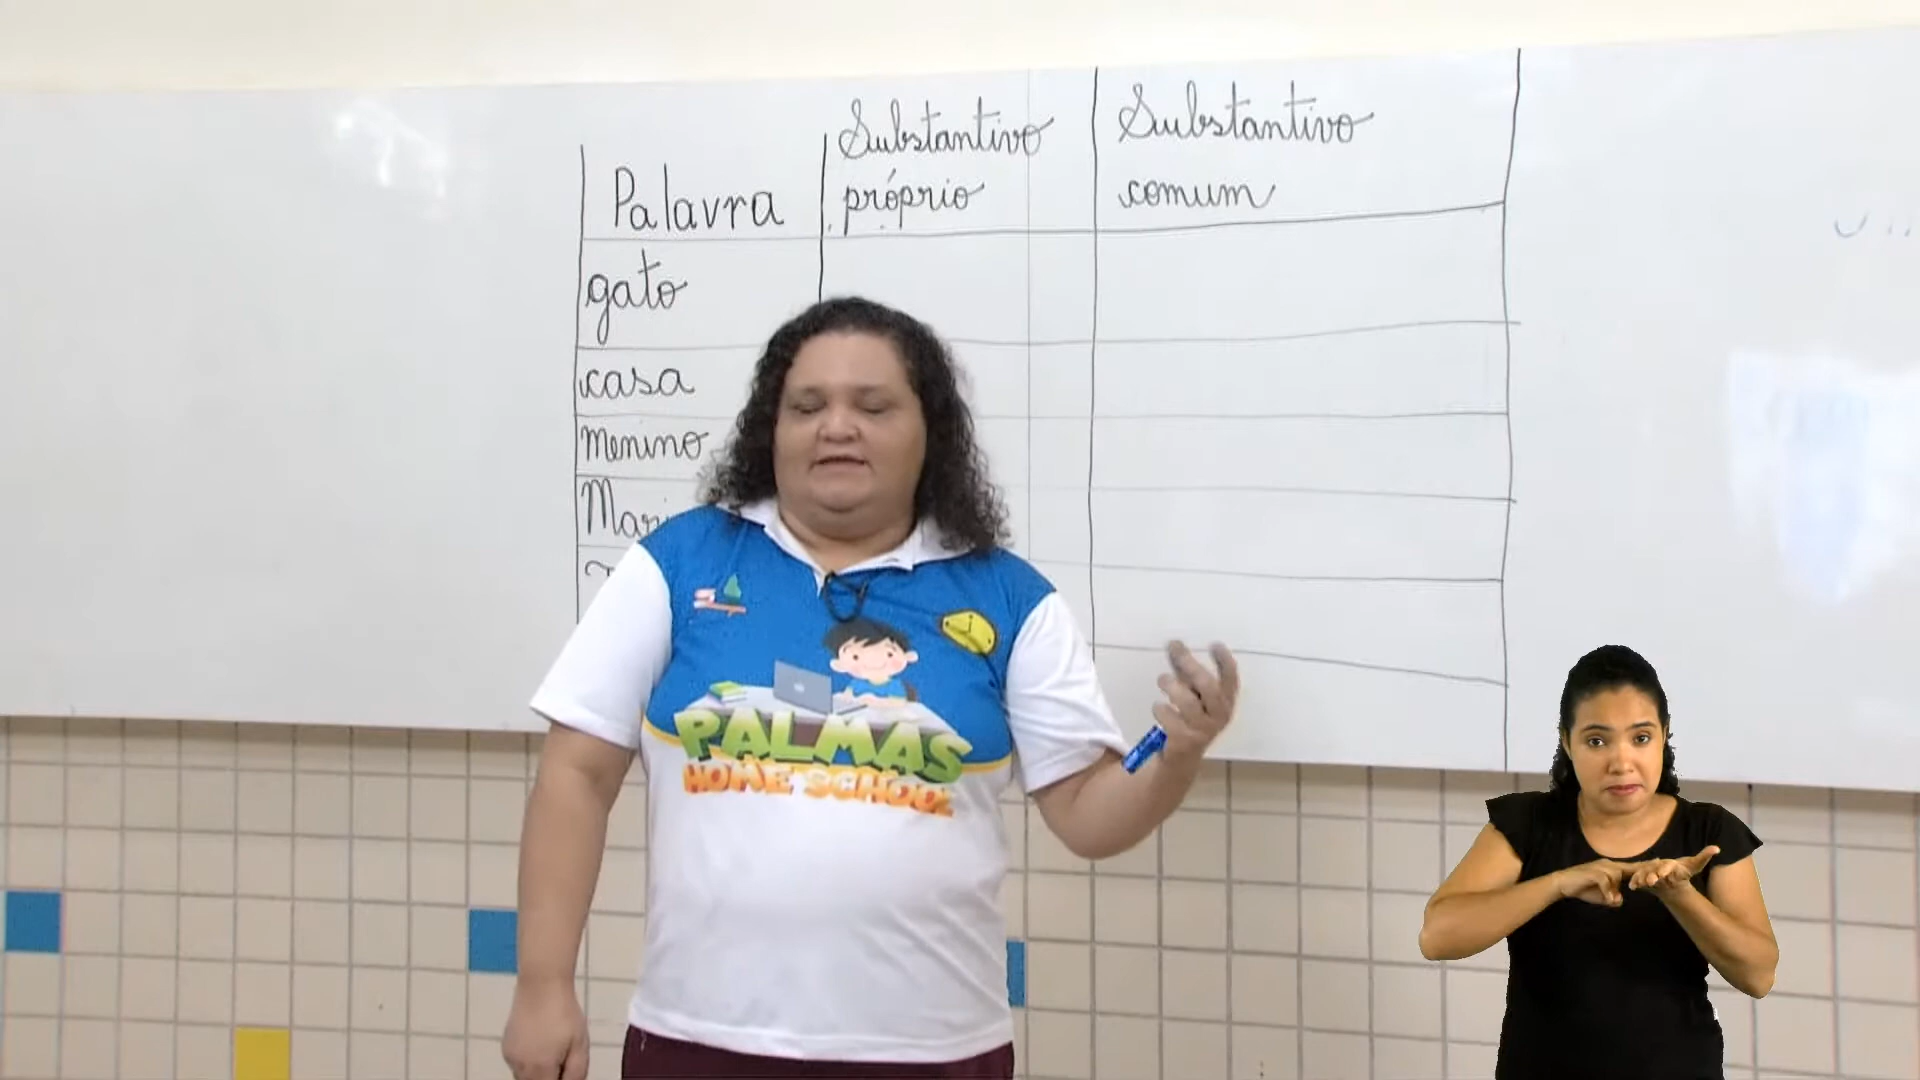 Palavra
Substantivo
próprio
Substantivo
comum
gato
casa
menino
PALMAS
HOME SCHOOL